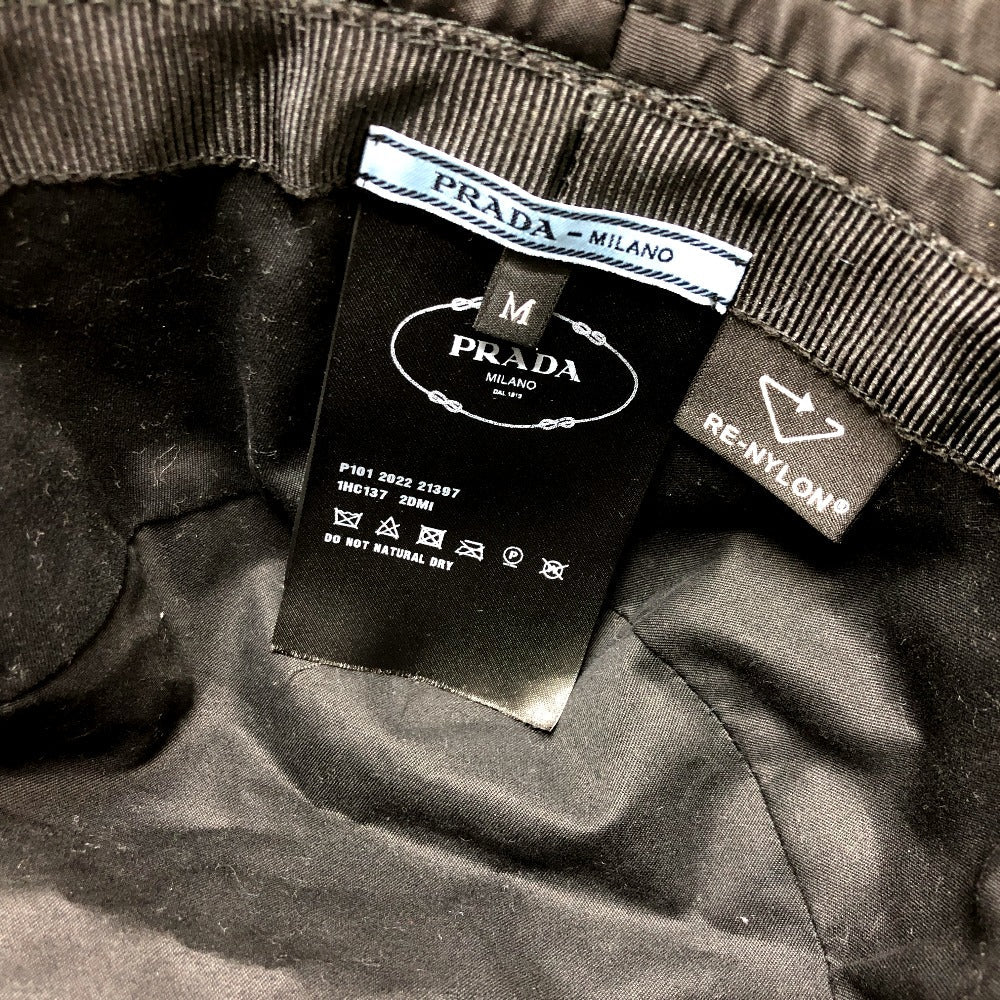 PRADA - MILANO
M
PRADA
MILANO
DAL 1913
P101 2022 21397
1HC137 2DMI
P
W
DO NOT NATURAL DRY
RE-NYLON®